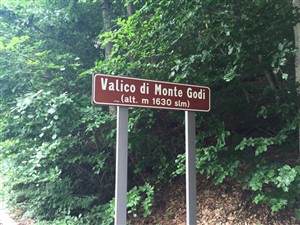 Valico di Monte Godi
(alt. m 1630 slm)